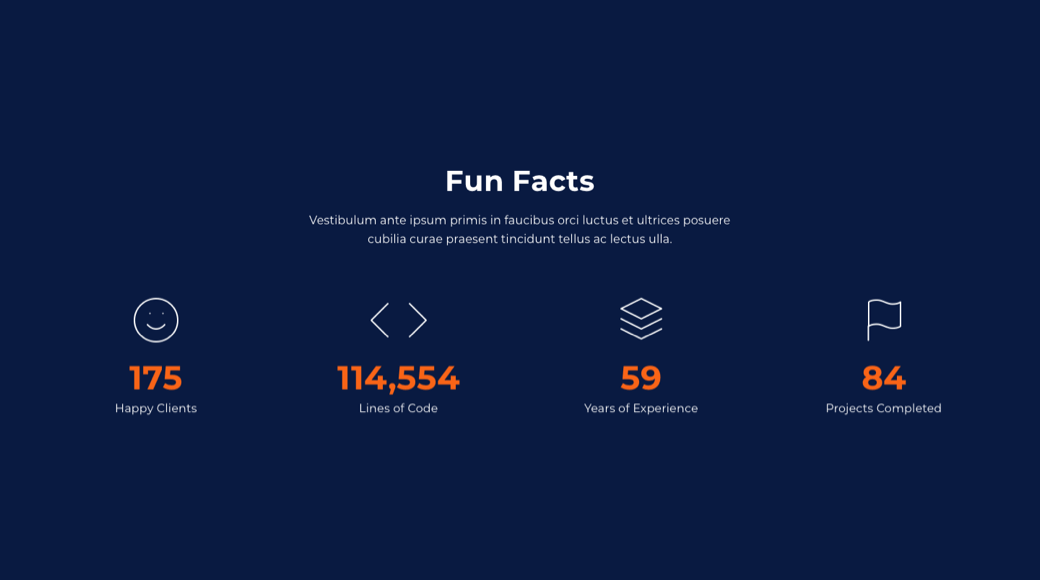 Fun Facts
Vestibulum ante ipsum primis in faucibus orci luctus et ultrices posuere
cubilia curae praesent tincidunt tellus ac lectus ulla.
175
114,554
59
84
Happy Clients
Lines of Code
Years of Experience
Projects Completed